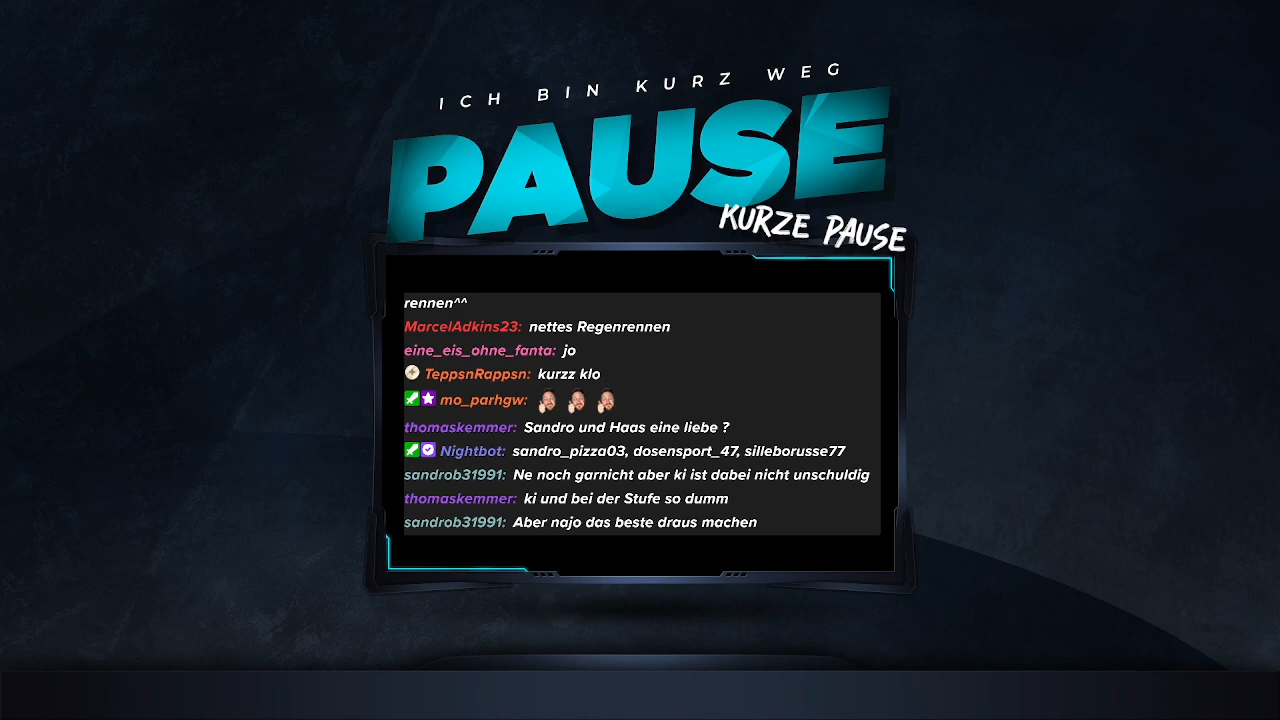 ICH BIN KURZ WEG
PAUSE
KURZE PAUSE
rennen^^
MarcelAdkins23: nettes Regenrennen
eine_eis_ohne_fanta: jo
TeppsnRappsn: kurzz klo
mo_parhgw:
thomaskemmer: Sandro und Haas eine liebe ?
Nightbot: sandro_pizza03, dosensport_47, silleborusse77
sandrob31991: Ne noch garnicht aber ki ist dabei nicht unschuldig
thomaskemmer: ki und bei der Stufe so dumm
sandrob31991: Aber najo das beste draus machen